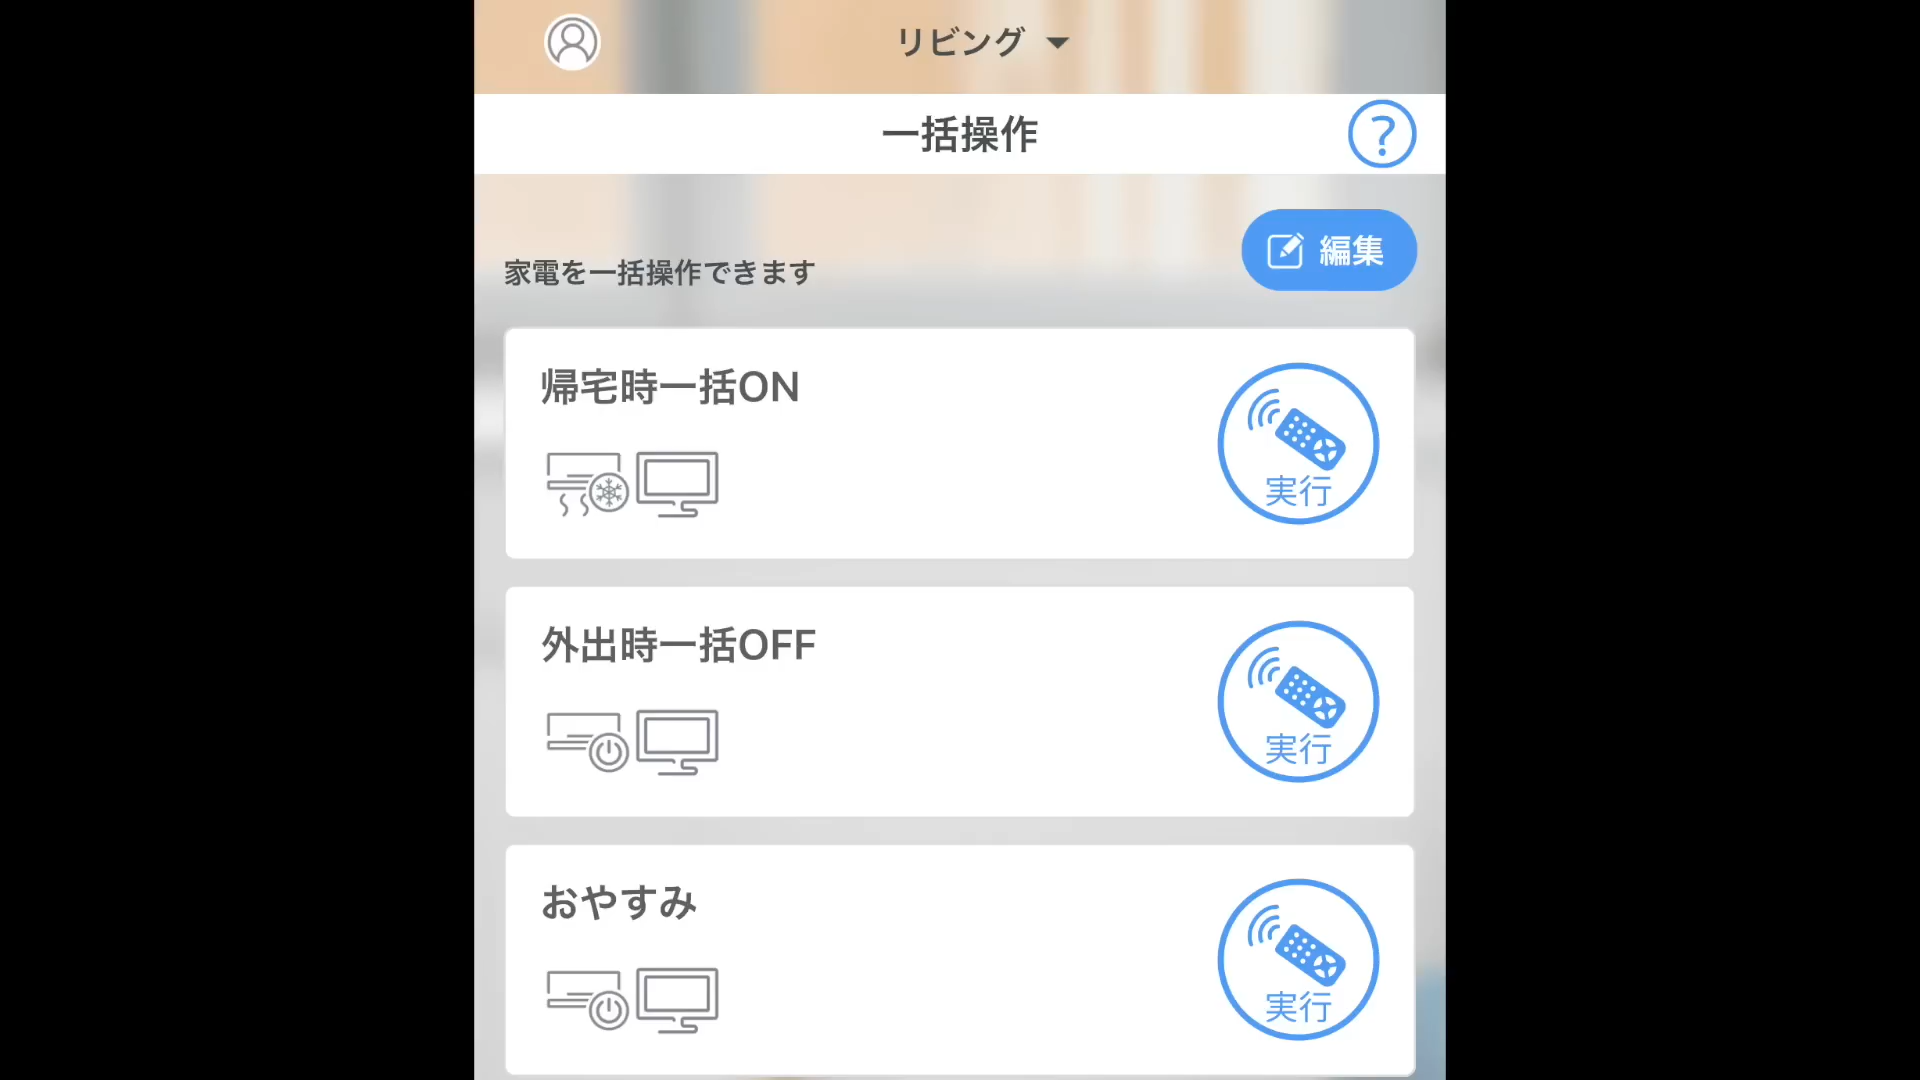 リビング
一括操作
?
編集
家電を一括操作できます
帰宅時一括ON
実行
外出時一括OFF
実行
おやすみ
実行